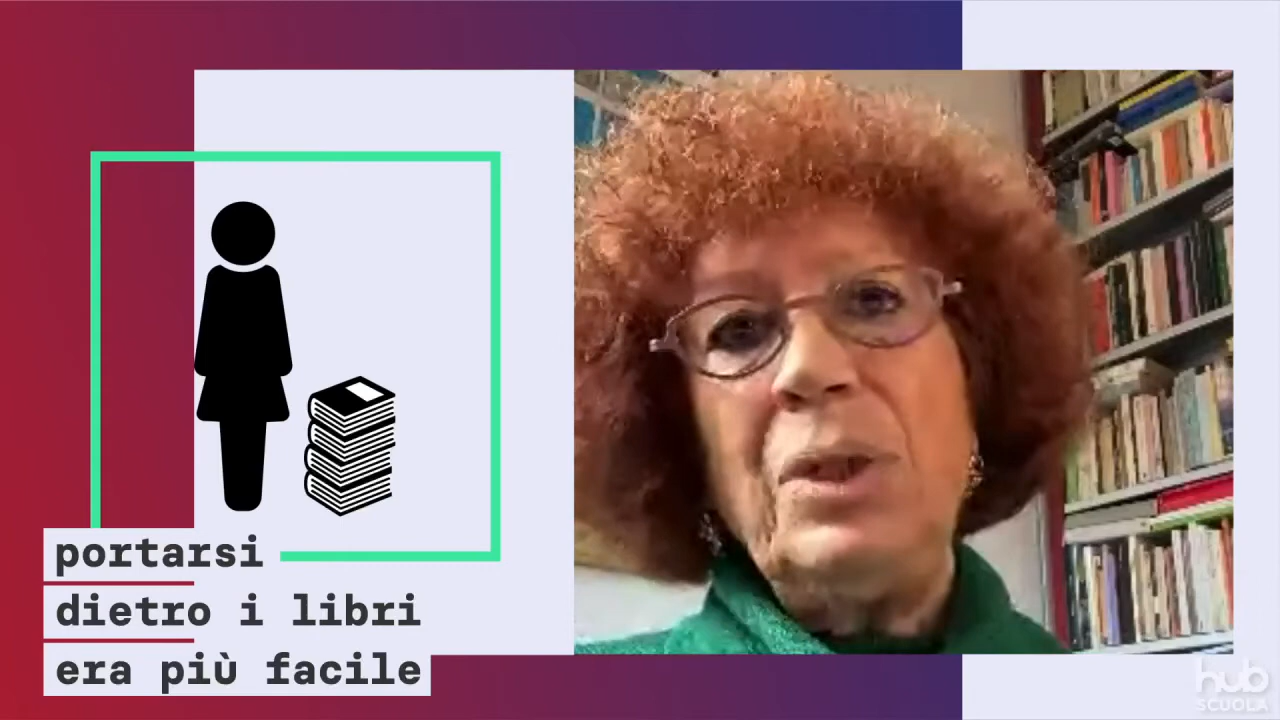 portarsi
dietro i libri
era più facile
hub
SCUOLA